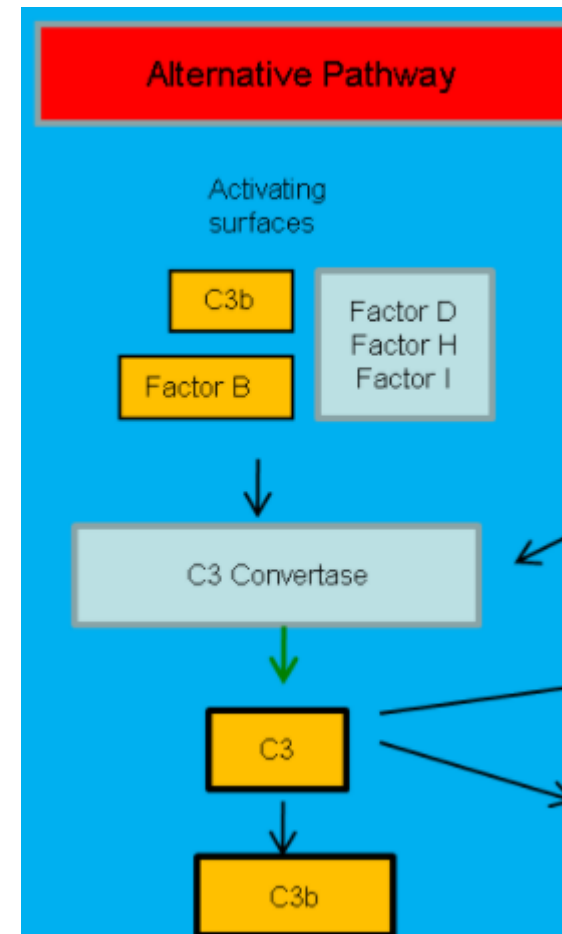 Alternative Pathway
Activating
surfaces
C3b
Factor B
Factor D
Factor H
Factor I
C3 Convertase
C3
C3b